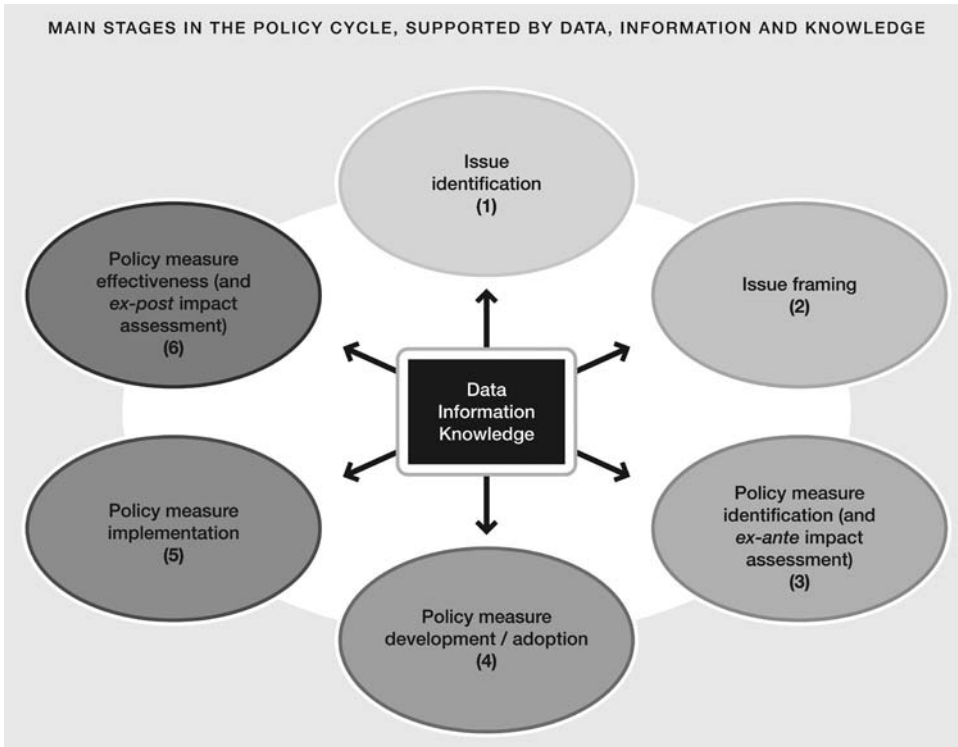 MAIN STAGES IN THE POLICY CYCLE, SUPPORTED BY DATA, INFORMATION AND KNOWLEDGE
Issue
identification
(1)
Issue framing
(2)
Policy measure
identification (and
ex-ante impact
assessment)
(3)
Policy measure
development / adoption
(4)
Policy measure
implementation
(5)
Policy measure
effectiveness (and
ex-post impact
assessment)
(6)
Data
Information
Knowledge